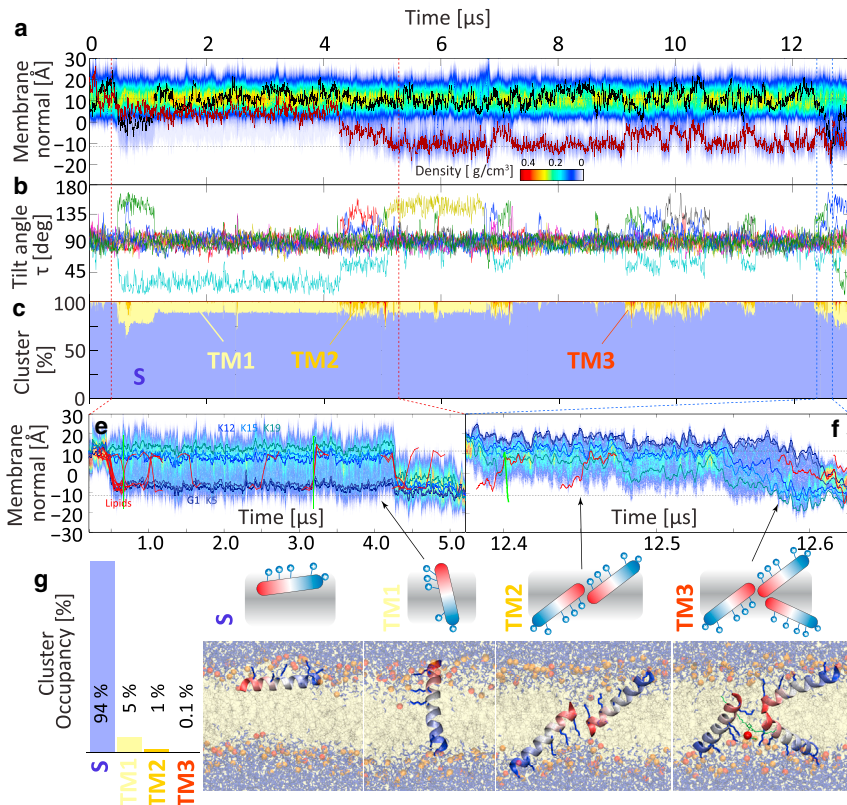 Time [µs]
a
0 2 4 6 8 10 12
Membrane
normal [Å]
30
20
10
0
−10
−20
Density [ g/cm³]
0.4 0.2 0
b
Tilt angle
τ [deg]
180
135
90
45
c
Cluster
[%]
100
50
0
S
TM1
TM2
TM3
e
Membrane
normal [Å]
30
20
10
0
−10
−20
−30
K12 K15 K19
Lipids
G1 K5
Time [µs]
1.0 2.0 3.0 4.0 5.0
f
Time [µs]
12.4 12.5 12.6
g
Cluster
Occupancy [%]
94 %
5 %
1 %
0.1 %
S
TM1
TM2
TM3
S
TM1
TM2
TM3